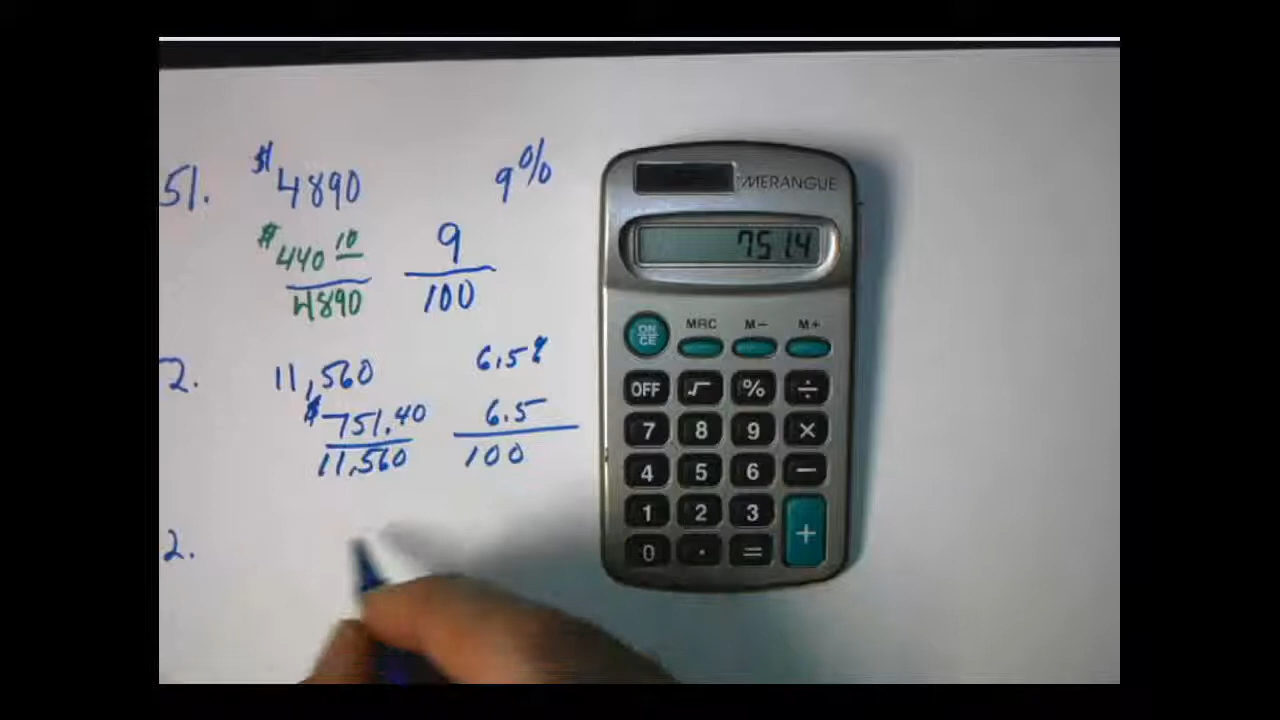 51. $4890 9%
$440 10 9
4890 100
2. 11,560 6.5%
$751.40 6.5
11,560 100
2.
MERANGUE
751.4
ON
CE MRC M- M+
OFF √ % ÷
7 8 9 ×
4 5 6 −
1 2 3 +
0 . =